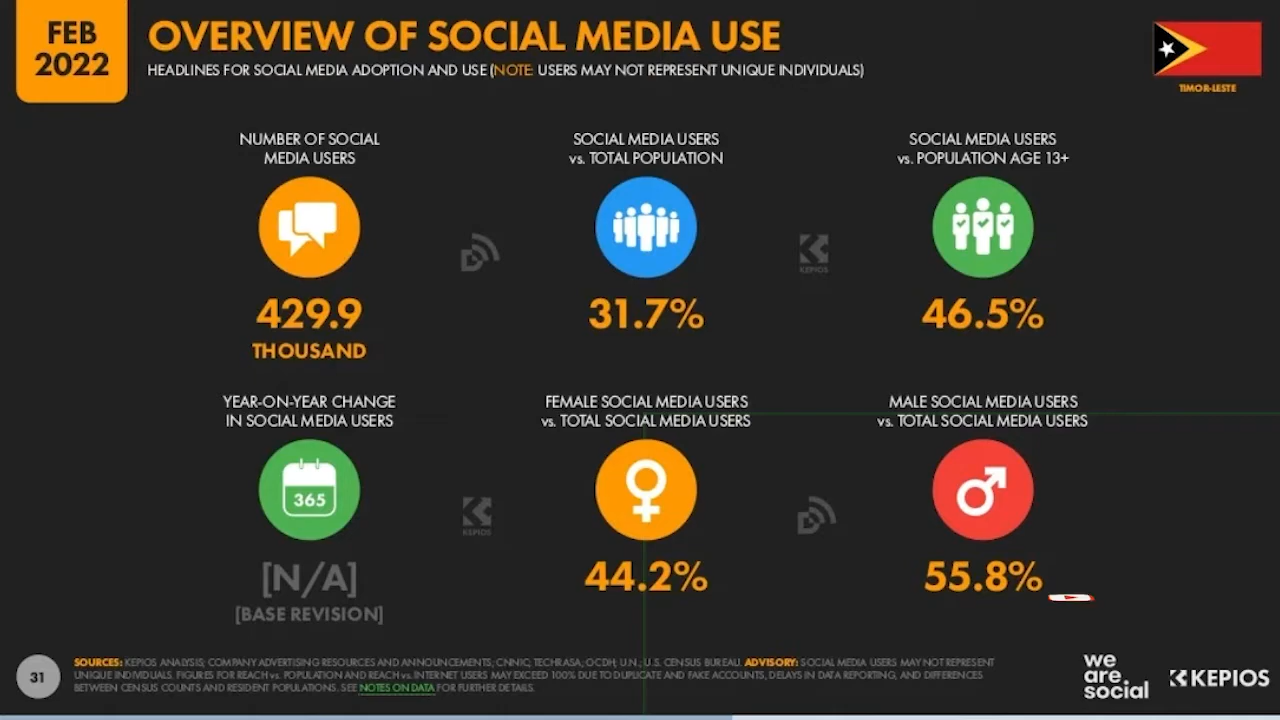 FEB
2022
OVERVIEW OF SOCIAL MEDIA USE
HEADLINES FOR SOCIAL MEDIA ADOPTION AND USE (NOTE: USERS MAY NOT REPRESENT UNIQUE INDIVIDUALS)
TIMOR-LESTE
NUMBER OF SOCIAL
MEDIA USERS
429.9
THOUSAND
SOCIAL MEDIA USERS
vs. TOTAL POPULATION
31.7%
KEPIOS
SOCIAL MEDIA USERS
vs. POPULATION AGE 13+
46.5%
YEAR-ON-YEAR CHANGE
IN SOCIAL MEDIA USERS
365
[N/A]
[BASE REVISION]
KEPIOS
FEMALE SOCIAL MEDIA USERS
vs. TOTAL SOCIAL MEDIA USERS
44.2%
MALE SOCIAL MEDIA USERS
vs. TOTAL SOCIAL MEDIA USERS
55.8%
31
SOURCES: KEPIOS ANALYSIS; COMPANY ADVERTISING RESOURCES AND ANNOUNCEMENTS; CNNIC; TECHRASA; OCDH; U.N.; U.S. CENSUS BUREAU. ADVISORY: SOCIAL MEDIA USERS MAY NOT REPRESENT
UNIQUE INDIVIDUALS. FIGURES FOR REACH vs. POPULATION AND REACH vs. INTERNET USERS MAY EXCEED 100% DUE TO DUPLICATE AND FAKE ACCOUNTS, DELAYS IN DATA REPORTING, AND DIFFERENCES
BETWEEN CENSUS COUNTS AND RESIDENT POPULATIONS. SEE NOTES ON DATA FOR FURTHER DETAILS.
we
are
social
KEPIOS